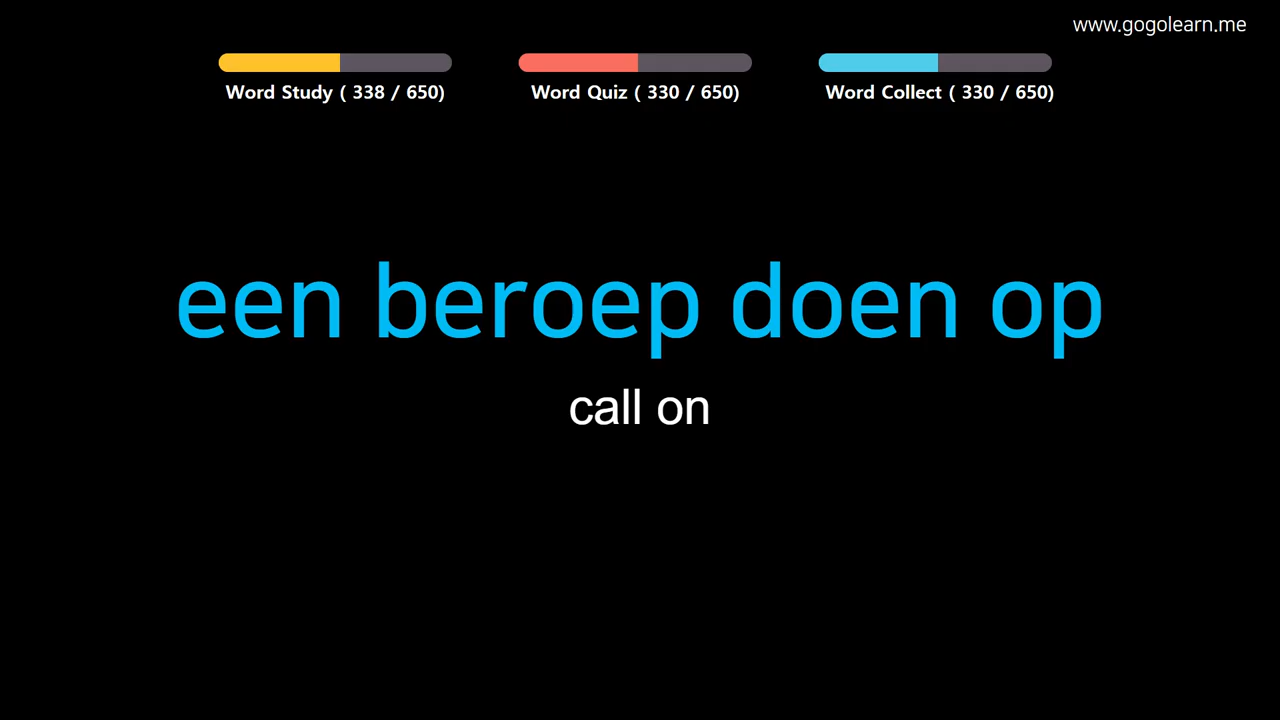 www.gogolearn.me
Word Study ( 338 / 650)
Word Quiz ( 330 / 650)
Word Collect ( 330 / 650)
een beroep doen op
call on